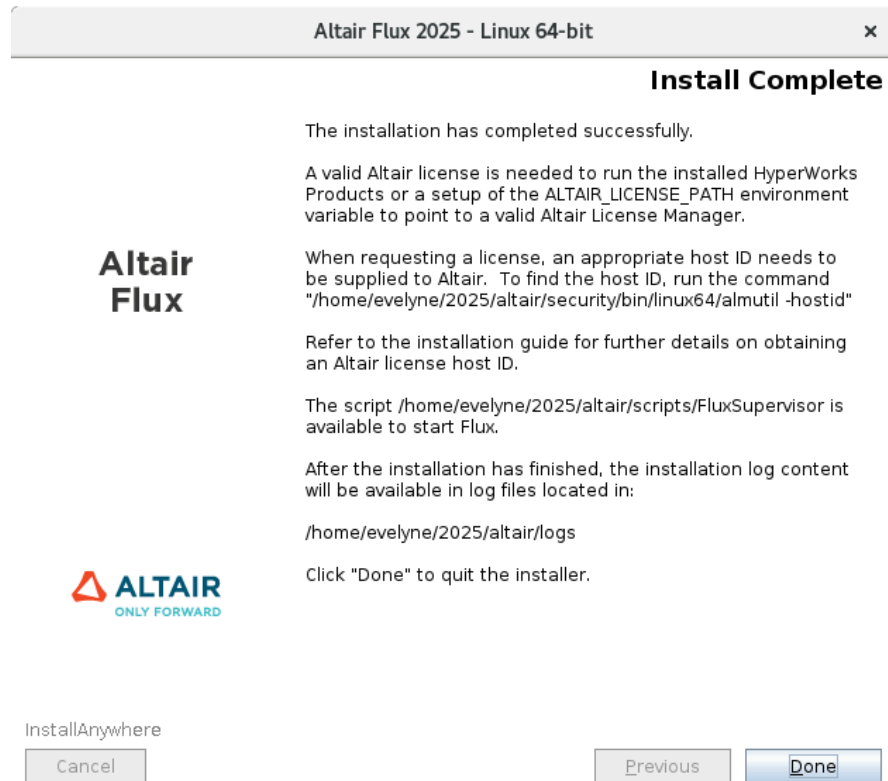 Altair Flux 2025 - Linux 64-bit
×
Install Complete
The installation has completed successfully.
A valid Altair license is needed to run the installed HyperWorks
Products or a setup of the ALTAIR_LICENSE_PATH environment
variable to point to a valid Altair License Manager.
When requesting a license, an appropriate host ID needs to
be supplied to Altair.  To find the host ID, run the command
"/home/evelyne/2025/altair/security/bin/linux64/almutil -hostid"
Refer to the installation guide for further details on obtaining
an Altair license host ID.
The script /home/evelyne/2025/altair/scripts/FluxSupervisor is
available to start Flux.
After the installation has finished, the installation log content
will be available in log files located in:
/home/evelyne/2025/altair/logs
Click "Done" to quit the installer.
Altair
Flux
ALTAIR
ONLY FORWARD
InstallAnywhere
Cancel
Previous
Done